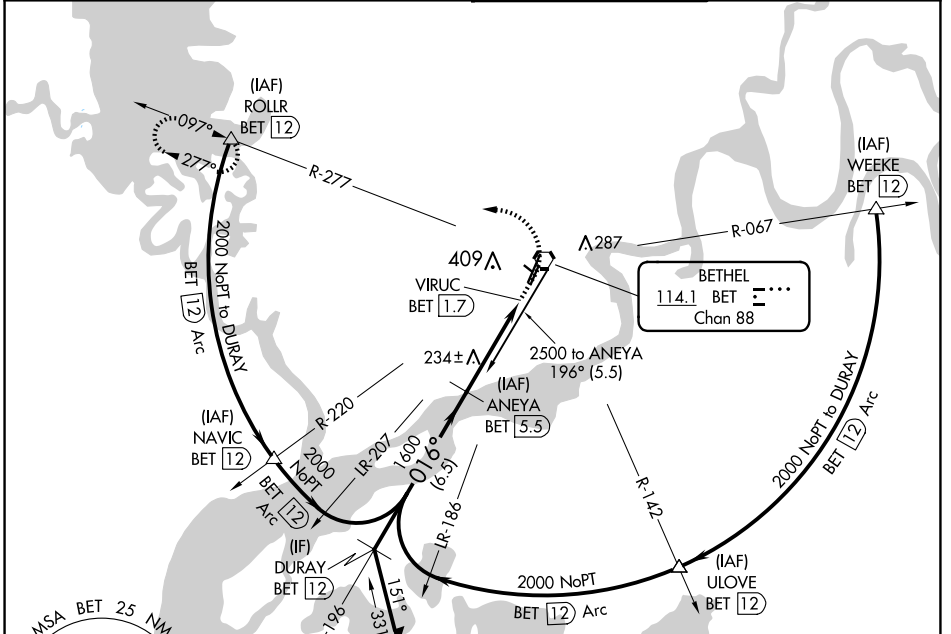 (IAF)
ROLLR
BET 12
097°
277°
R-277
(IAF)
WEEKE
BET 12
R-067
287
409
VIRUC
BET 1.7
BETHEL
114.1 BET
Chan 88
2000 NoPT to DURAY
BET 12 Arc
234±
2500 to ANEYA
196° (5.5)
(IAF)
ANEYA
BET 5.5
2000 NoPT to DURAY
BET 12 Arc
(IAF)
NAVIC
BET 12
R-220
2000
NoPT
BET 12
Arc
LR-207
1600
016°
(6.5)
LR-186
R-142
(IF)
DURAY
BET 12
2000 NoPT
BET 12 Arc
(IAF)
ULOVE
BET 12
-196
151°
331
MSA BET 25 NM